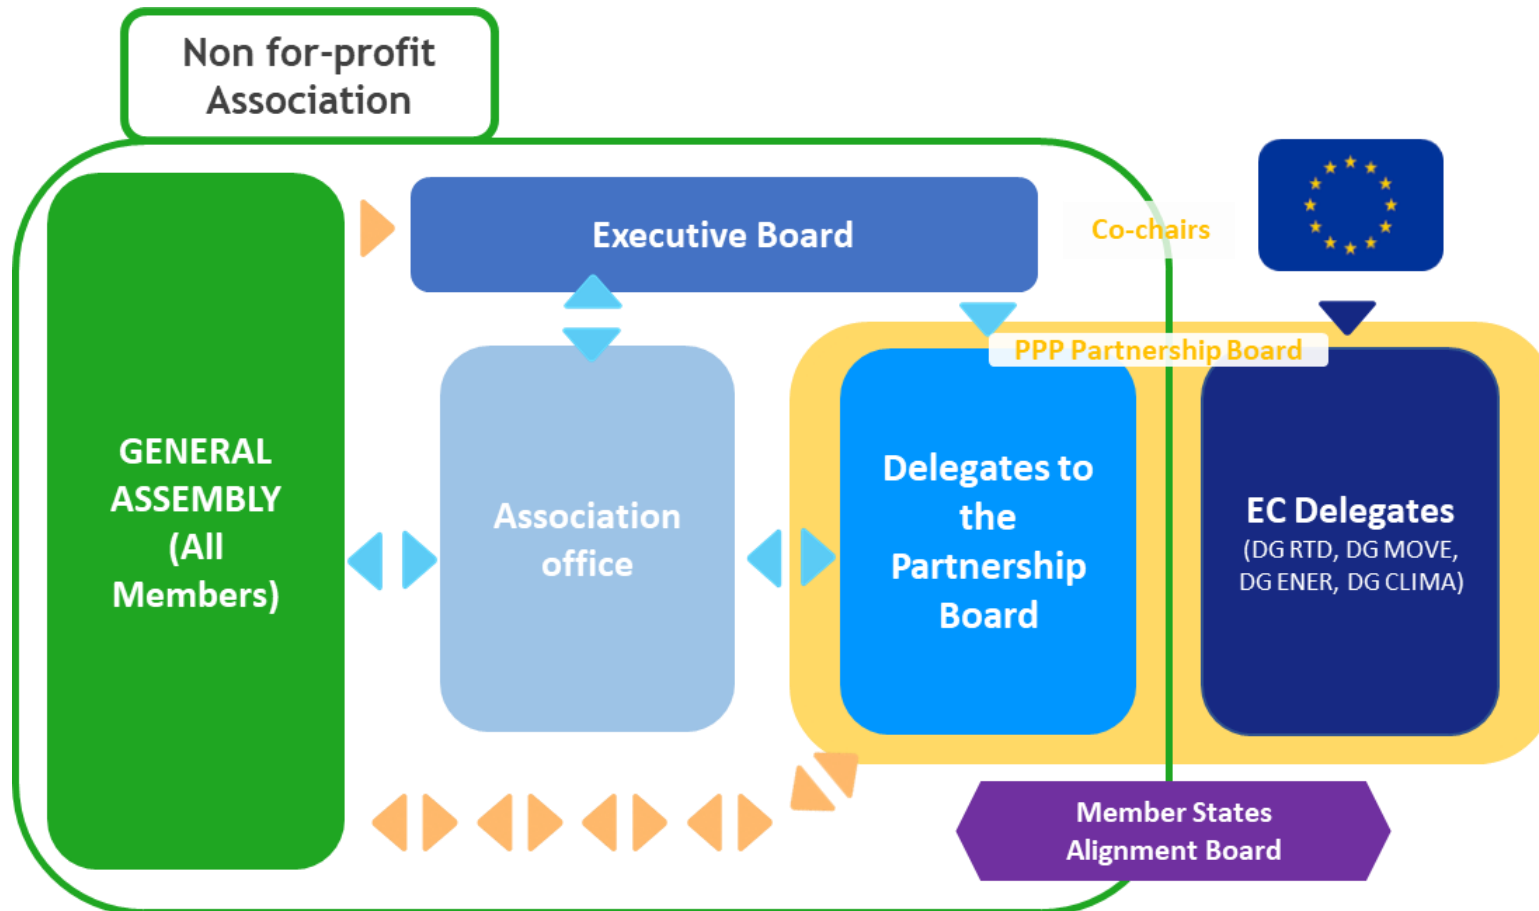 Non for-profit
Association
Executive Board
Co-chairs
PPP Partnership Board
GENERAL
ASSEMBLY
(All
Members)
Association
office
Delegates to
the
Partnership
Board
EC Delegates
(DG RTD, DG MOVE,
DG ENER, DG CLIMA)
Member States
Alignment Board